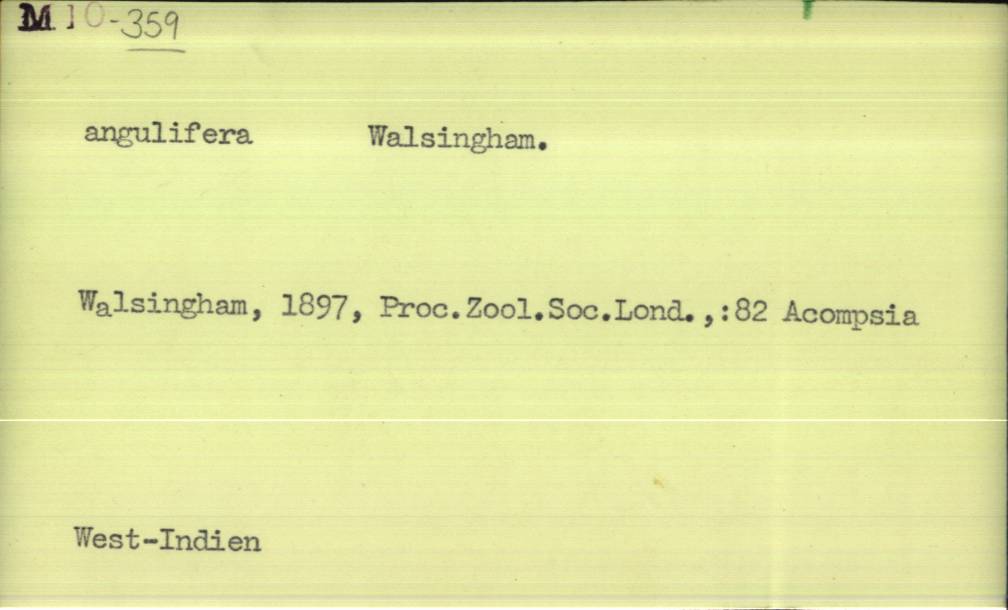 M 10-359
angulifera Walsingham.
Walsingham, 1897, Proc.Zool.Soc.Lond.,:82 Acompsia
West-Indien